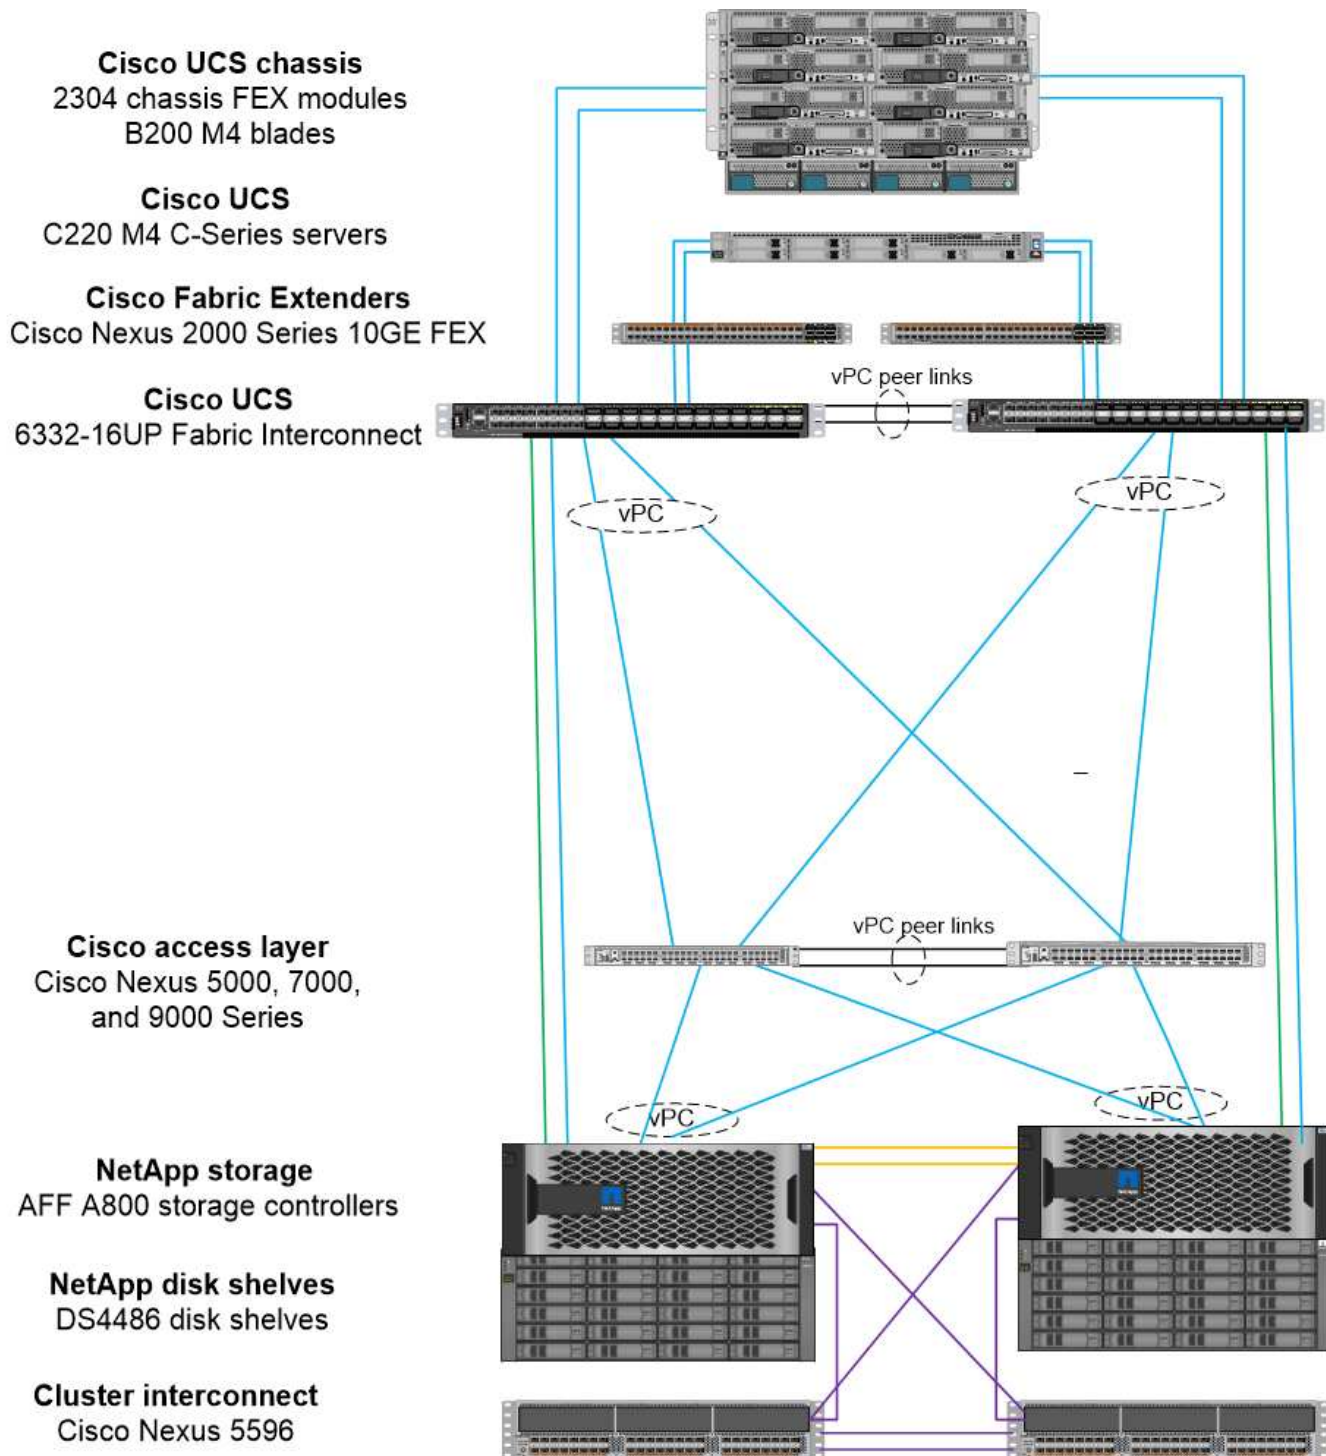 Cisco UCS chassis
2304 chassis FEX modules
B200 M4 blades
Cisco UCS
C220 M4 C-Series servers
Cisco Fabric Extenders
Cisco Nexus 2000 Series 10GE FEX
vPC peer links
Cisco UCS
6332-16UP Fabric Interconnect
vPC
vPC
vPC peer links
Cisco access layer
Cisco Nexus 5000, 7000,
and 9000 Series
vPC
vPC
NetApp storage
AFF A800 storage controllers
NetApp disk shelves
DS4486 disk shelves
Cluster interconnect
Cisco Nexus 5596